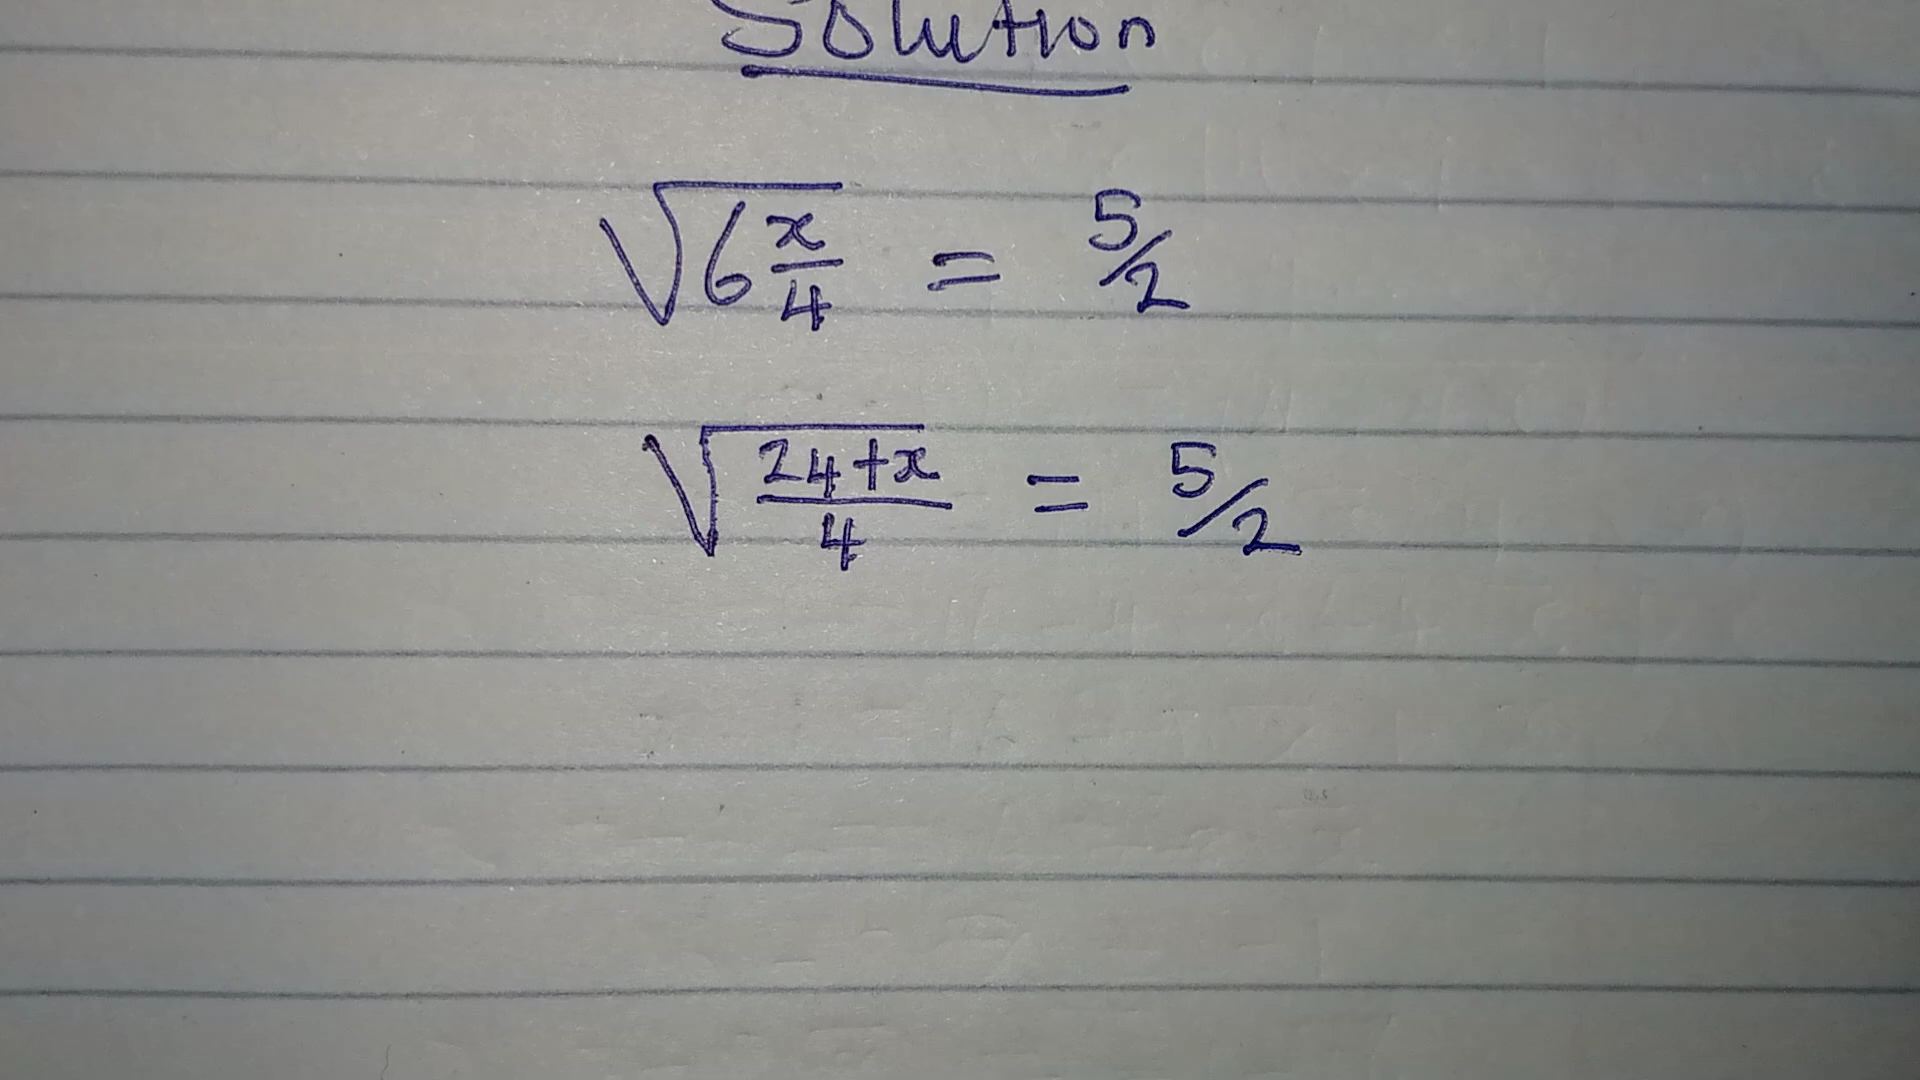 Solution
√6x/4 = 5/2
√24+x/4 = 5/2